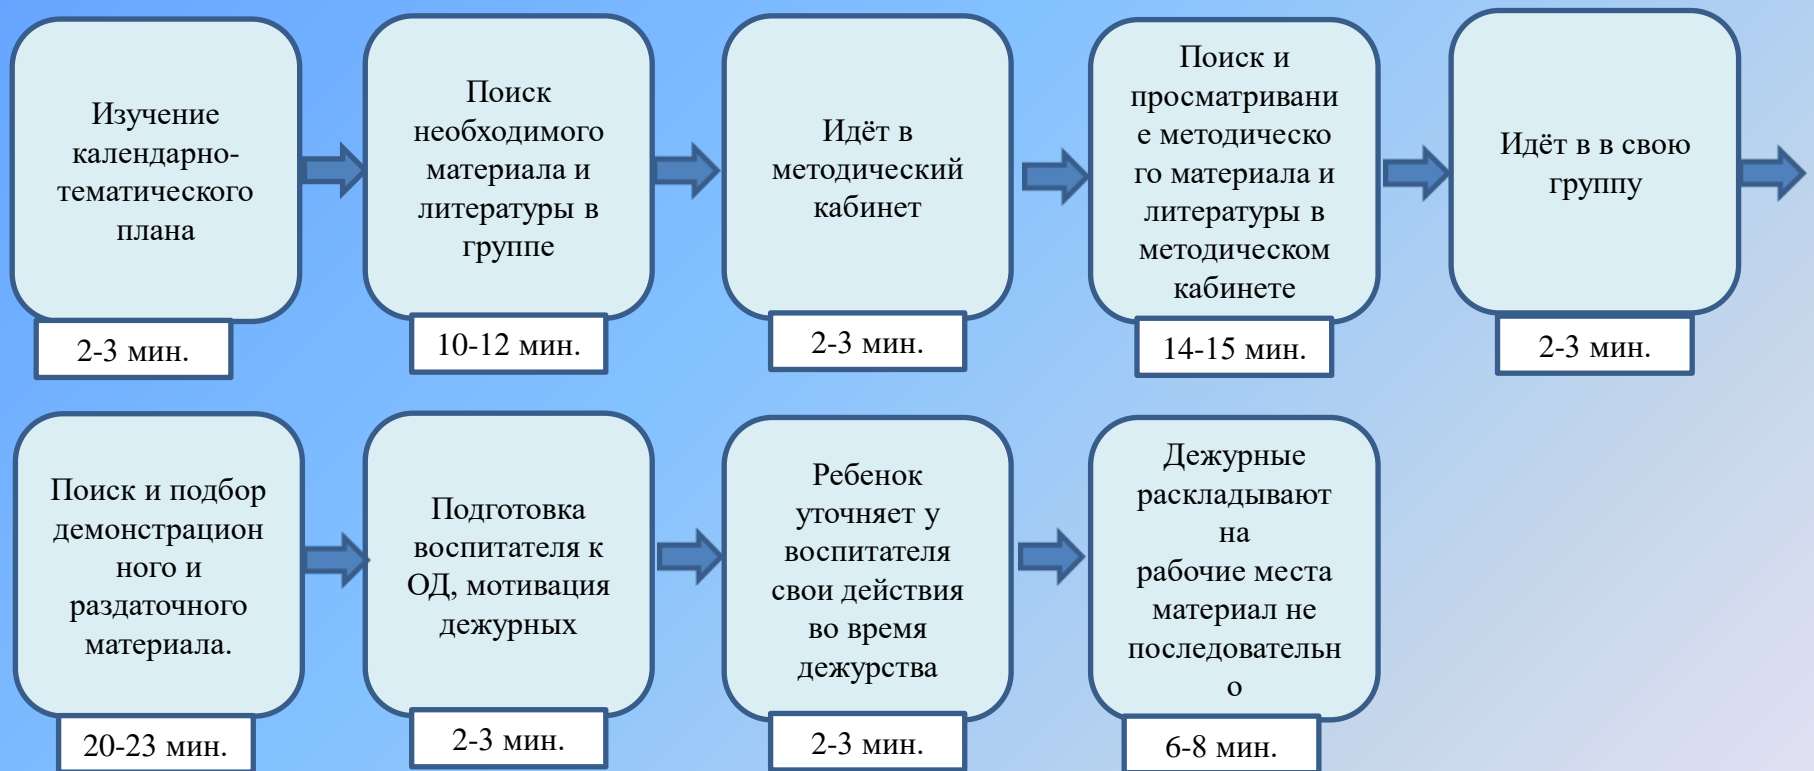 Изучение
календарно-
тематического
плана
2-3 мин.
Поиск
необходимого
материала и
литературы в
группе
10-12 мин.
Идёт в
методический
кабинет
2-3 мин.
Поиск и
просматривани
е методическо
го материала и
литературы в
методическом
кабинете
14-15 мин.
Идёт в в свою
группу
2-3 мин.
Поиск и подбор
демонстрацион
ного и
раздаточного
материала.
20-23 мин.
Подготовка
воспитателя к
ОД, мотивация
дежурных
2-3 мин.
Ребенок
уточняет у
воспитателя
свои действия
во время
дежурства
2-3 мин.
Дежурные
раскладывают
на
рабочие места
материал не
последовательн
о
6-8 мин.